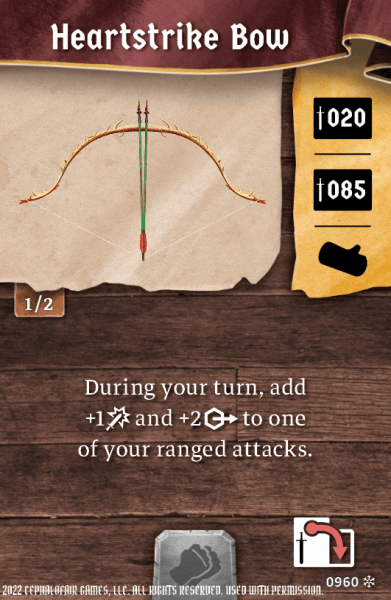 Heartstrike Bow
020
085
1/2
During your turn, add
+1 and +2 to one
of your ranged attacks.
0960
2022 CEPHALOFAIR GAMES, LLC. ALL RIGHTS RESERVED. USED WITH PERMISSION.